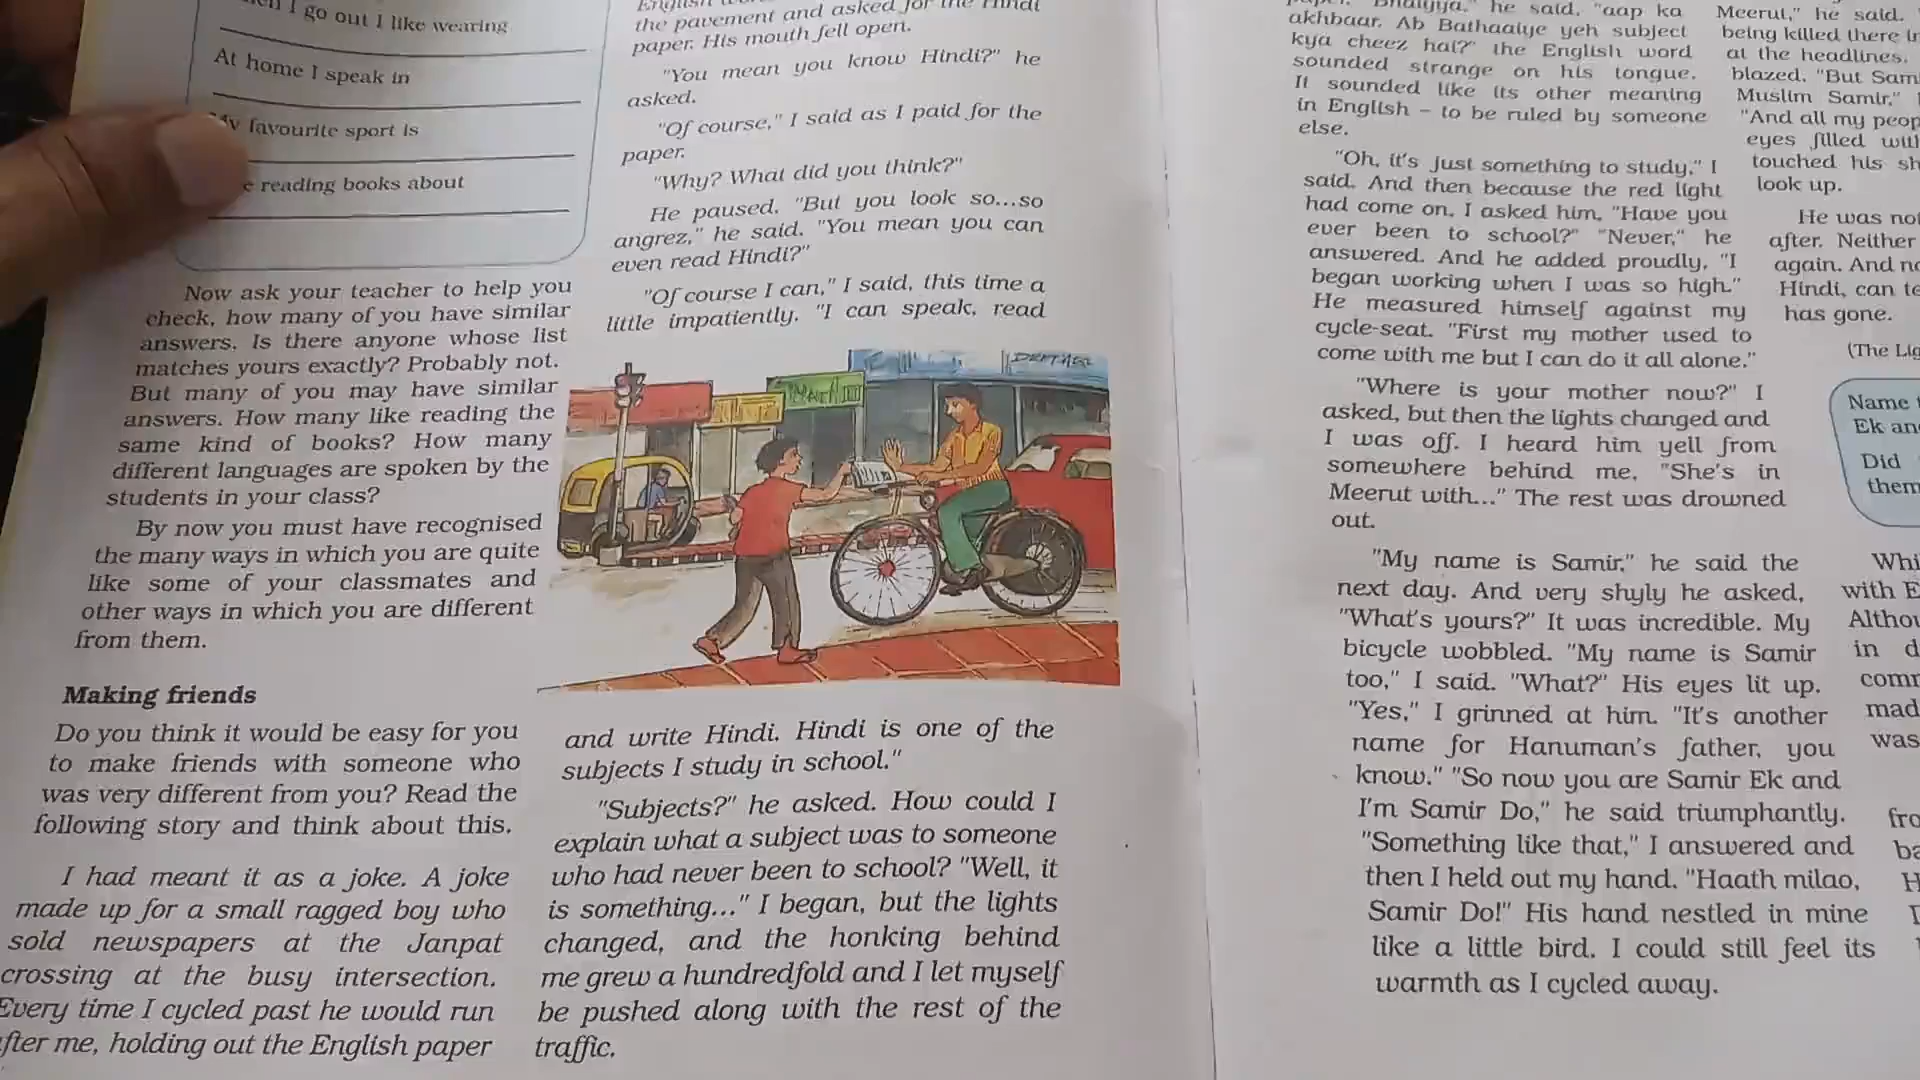 I go out I like wearing
At home I speak in
favourite sport is
reading books about
Now ask your teacher to help you
check, how many of you have similar
answers. Is there anyone whose list
matches yours exactly? Probably not.
But many of you may have similar
answers. How many like reading the
same kind of books? How many
different languages are spoken by the
students in your class?
By now you must have recognised
the many ways in which you are quite
like some of your classmates and
other ways in which you are different
from them.
Making friends
Do you think it would be easy for you
to make friends with someone who
was very different from you? Read the
following story and think about this.
I had meant it as a joke. A joke
made up for a small ragged boy who
sold newspapers at the Janpat
crossing at the busy intersection.
Every time I cycled past he would run
after me, holding out the English paper
the pavement and asked for the Hindi
paper. His mouth fell open.
"You mean you know Hindi?" he
asked.
"Of course," I said as I paid for the
paper.
"Why? What did you think?"
He paused. "But you look so...so
angrez," he said. "You mean you can
even read Hindi?"
"Of course I can," I said, this time a
little impatiently. "I can speak, read
and write Hindi. Hindi is one of the
subjects I study in school."
"Subjects?" he asked. How could I
explain what a subject was to someone
who had never been to school? "Well, it
is something..." I began, but the lights
changed, and the honking behind
me grew a hundredfold and I let myself
be pushed along with the rest of the
traffic.
he said, "aap ka
akhbaar. Ab Bathaaiye yeh subject
kya cheez hai?" the English word
sounded strange on his tongue.
It sounded like its other meaning
in English – to be ruled by someone
else.
"Oh, it's just something to study," I
said. And then because the red light
had come on, I asked him, "Have you
ever been to school?" "Never," he
answered. And he added proudly, "I
began working when I was so high."
He measured himself against my
cycle-seat. "First my mother used to
come with me but I can do it all alone."
"Where is your mother now?" I
asked, but then the lights changed and
I was off. I heard him yell from
somewhere behind me, "She's in
Meerut with..." The rest was drowned
out.
"My name is Samir," he said the
next day. And very shyly he asked,
"What's yours?" It was incredible. My
bicycle wobbled. "My name is Samir
too," I said. "What?" His eyes lit up.
"Yes," I grinned at him. "It's another
name for Hanuman's father, you
know." "So now you are Samir Ek and
I'm Samir Do," he said triumphantly.
"Something like that," I answered and
then I held out my hand. "Haath milao,
Samir Do!" His hand nestled in mine
like a little bird. I could still feel its
warmth as I cycled away.
Meerut," he said.
being killed there
at the headlines.
blazed. "But
Muslim Samir,"
"And all my
eyes filled
touched his
look up.
He was
after. Neither
again. And
Hindi, can
has gone.
(The
Name
Ek
Did
them
with
in
was